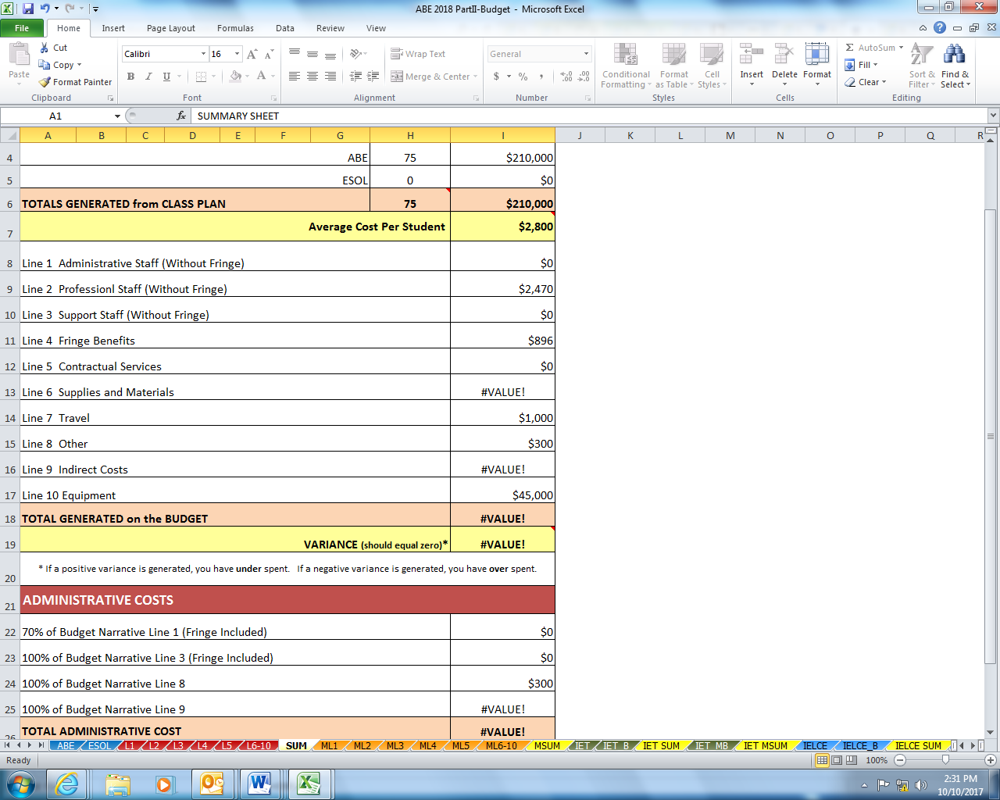 ABE 2018 PartII-Budget - Microsoft Excel
File Home Insert Page Layout Formulas Data Review View
Paste Cut Copy Format Painter Clipboard
Calibri 16 A A B I U A Font
Wrap Text Merge & Center Alignment
General $ % , .00 .0 Number
Conditional Formatting Format as Table Cell Styles Styles
Insert Delete Format Cells
Σ AutoSum Fill Clear Sort & Filter Find & Select Editing
A1 fx SUMMARY SHEET
A B C D E F G H I J K L M N O P Q R
4 ABE 75 $210,000
5 ESOL 0 $0
6 TOTALS GENERATED from CLASS PLAN 75 $210,000
7 Average Cost Per Student $2,800
8 Line 1 Administrative Staff (Without Fringe) $0
9 Line 2 Professionl Staff (Without Fringe) $2,470
10 Line 3 Support Staff (Without Fringe) $0
11 Line 4 Fringe Benefits $896
12 Line 5 Contractual Services $0
13 Line 6 Supplies and Materials #VALUE!
14 Line 7 Travel $1,000
15 Line 8 Other $300
16 Line 9 Indirect Costs #VALUE!
17 Line 10 Equipment $45,000
18 TOTAL GENERATED on the BUDGET #VALUE!
19 VARIANCE (should equal zero)* #VALUE!
20 * If a positive variance is generated, you have under spent. If a negative variance is generated, you have over spent.
21 ADMINISTRATIVE COSTS
22 70% of Budget Narrative Line 1 (Fringe Included) $0
23 100% of Budget Narrative Line 3 (Fringe Included) $0
24 100% of Budget Narrative Line 8 $300
25 100% of Budget Narrative Line 9 #VALUE!
26 TOTAL ADMINISTRATIVE COST #VALUE!
ABE ESOL L1 L2 L3 L4 L5 L6-10 SUM ML1 ML2 ML3 ML4 ML5 ML6-10 MSUM IET IET_B IET SUM IET_MB IET MSUM IELCE IELCE_B IELCE SUM
Ready 100%
2:31 PM
10/10/2017